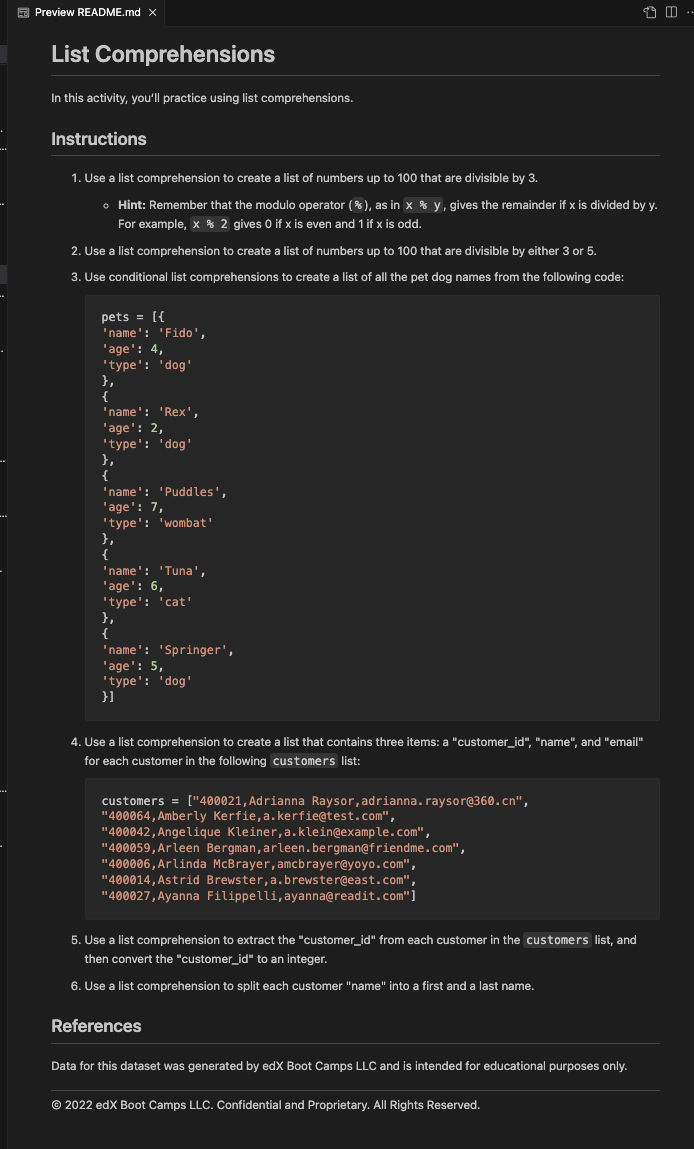 Preview README.md
List Comprehensions
In this activity, you'll practice using list comprehensions.
Instructions
1. Use a list comprehension to create a list of numbers up to 100 that are divisible by 3.
Hint: Remember that the modulo operator (%), as in x % y, gives the remainder if x is divided by y.
For example, x % 2 gives 0 if x is even and 1 if x is odd.
2. Use a list comprehension to create a list of numbers up to 100 that are divisible by either 3 or 5.
3. Use conditional list comprehensions to create a list of all the pet dog names from the following code:
pets = [{
'name': 'Fido',
'age': 4,
'type': 'dog'
},
{
'name': 'Rex',
'age': 2,
'type': 'dog'
},
{
'name': 'Puddles',
'age': 7,
'type': 'wombat'
},
{
'name': 'Tuna',
'age': 6,
'type': 'cat'
},
{
'name': 'Springer',
'age': 5,
'type': 'dog'
}]
4. Use a list comprehension to create a list that contains three items: a "customer_id", "name", and "email"
for each customer in the following customers list:
customers = ["400021,Adrianna Raysor,adrianna.raysor@360.cn",
"400064,Amberly Kerfie,a.kerfie@test.com",
"400042,Angelique Kleiner,a.klein@example.com",
"400059,Arleen Bergman,arleen.bergman@friendme.com",
"400006,Arlinda McBrayer,amcbrayer@yoyo.com",
"400014,Astrid Brewster,a.brewster@east.com",
"400027,Ayanna Filippelli,ayanna@readit.com"]
5. Use a list comprehension to extract the "customer_id" from each customer in the customers list, and
then convert the "customer_id" to an integer.
6. Use a list comprehension to split each customer "name" into a first and a last name.
References
Data for this dataset was generated by edX Boot Camps LLC and is intended for educational purposes only.
© 2022 edX Boot Camps LLC. Confidential and Proprietary. All Rights Reserved.